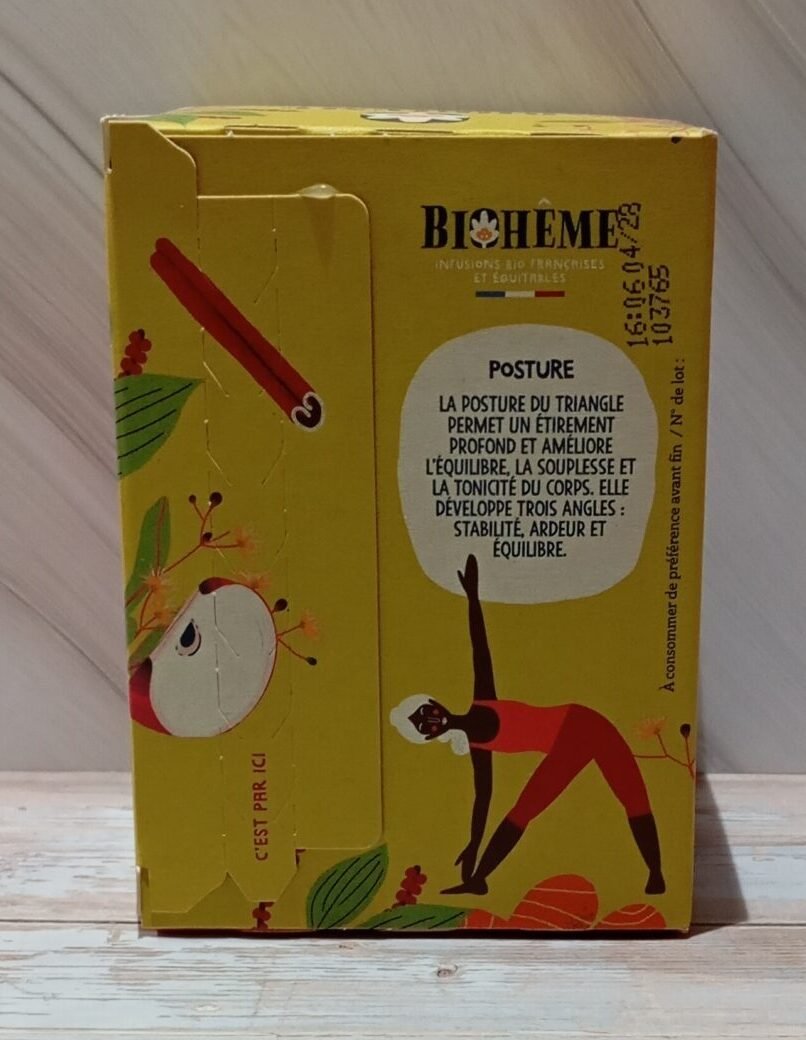 BIOHÊME
INFUSIONS BIO FRANÇAISES
ET ÉQUITABLES
16:06 04/28
103765
POSTURE
LA POSTURE DU TRIANGLE
PERMET UN ÉTIREMENT
PROFOND ET AMÉLIORE
L'ÉQUILIBRE, LA SOUPLESSE ET
LA TONICITÉ DU CORPS. ELLE
DÉVELOPPE TROIS ANGLES :
STABILITÉ, ARDEUR ET
ÉQUILIBRE.
À consommer de préférence avant fin / N° de lot :
C'EST PAR ICI